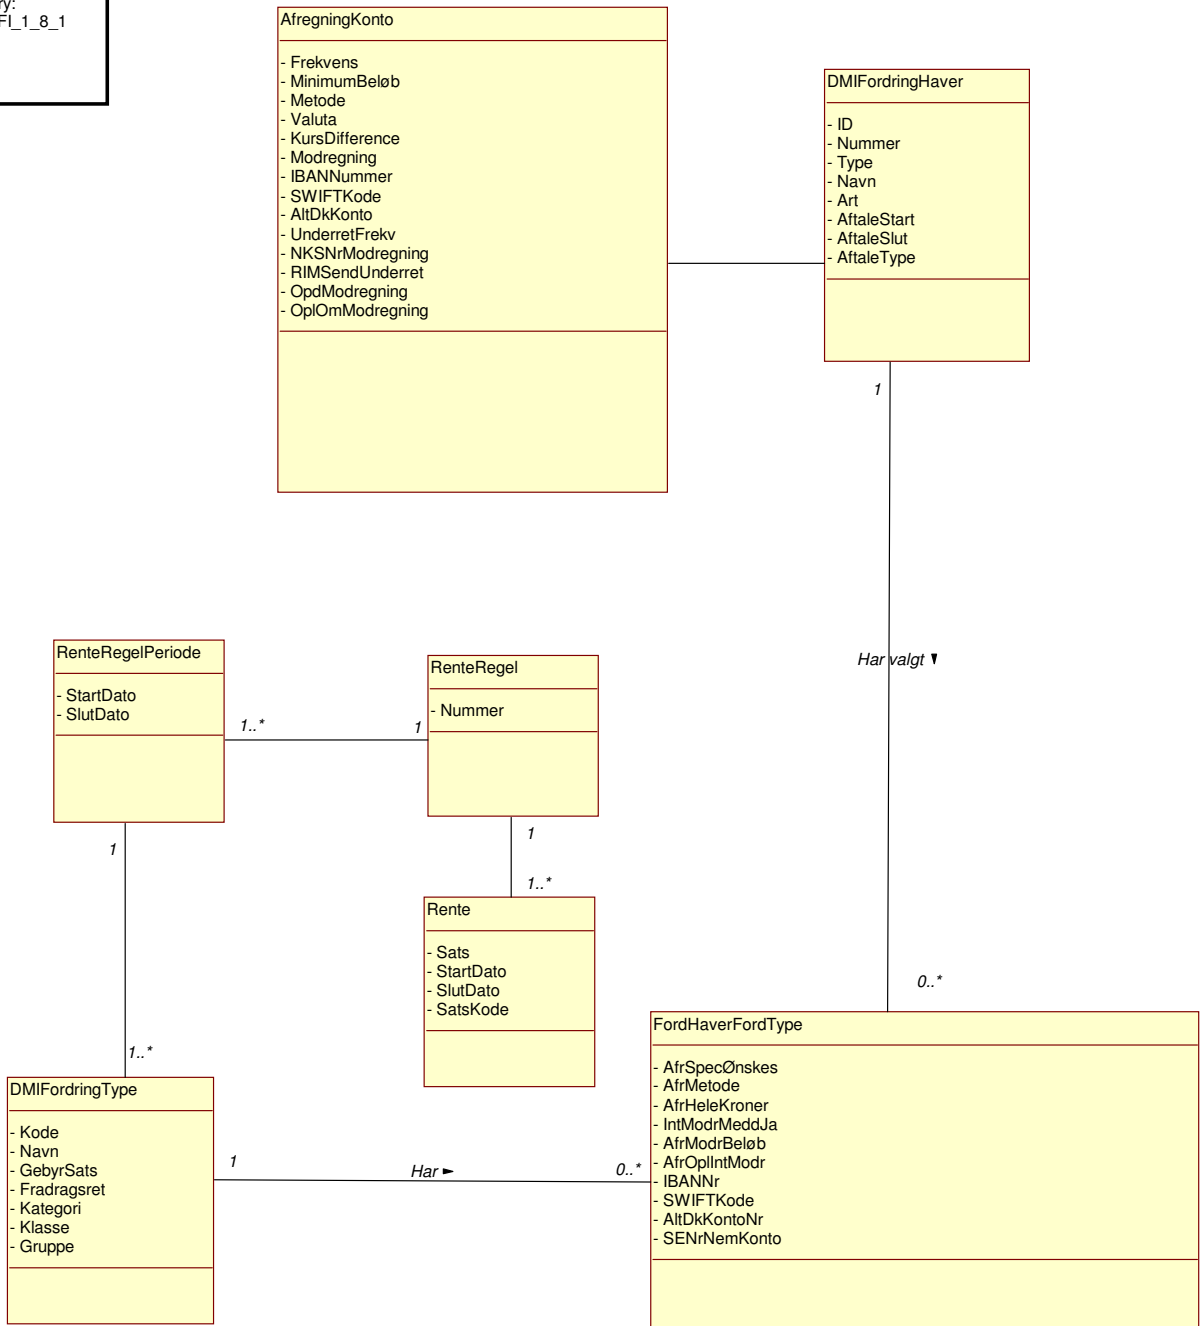 ry:
FI_1_8_1
AfregningKonto
- Frekvens
- MinimumBeløb
- Metode
- Valuta
- KursDifference
- Modregning
- IBANNummer
- SWIFTKode
- AltDkKonto
- UnderretFrekv
- NKSNrModregning
- RIMSendUnderret
- OpdModregning
- OplOmModregning
DMIFordringHaver
- ID
- Nummer
- Type
- Navn
- Art
- AftaleStart
- AftaleSlut
- AftaleType
1
Har valgt ▼
0..*
RenteRegelPeriode
- StartDato
- SlutDato
1..*
1
RenteRegel
- Nummer
1
1..*
Rente
- Sats
- StartDato
- SlutDato
- SatsKode
1
1..*
DMIFordringType
- Kode
- Navn
- GebyrSats
- Fradragsret
- Kategori
- Klasse
- Gruppe
1
Har ►
0..*
FordHaverFordType
- AfrSpecØnskes
- AfrMetode
- AfrHeleKroner
- IntModrMeddJa
- AfrModrBeløb
- AfrOplIntModr
- IBANNr
- SWIFTKode
- AltDkKontoNr
- SENrNemKonto